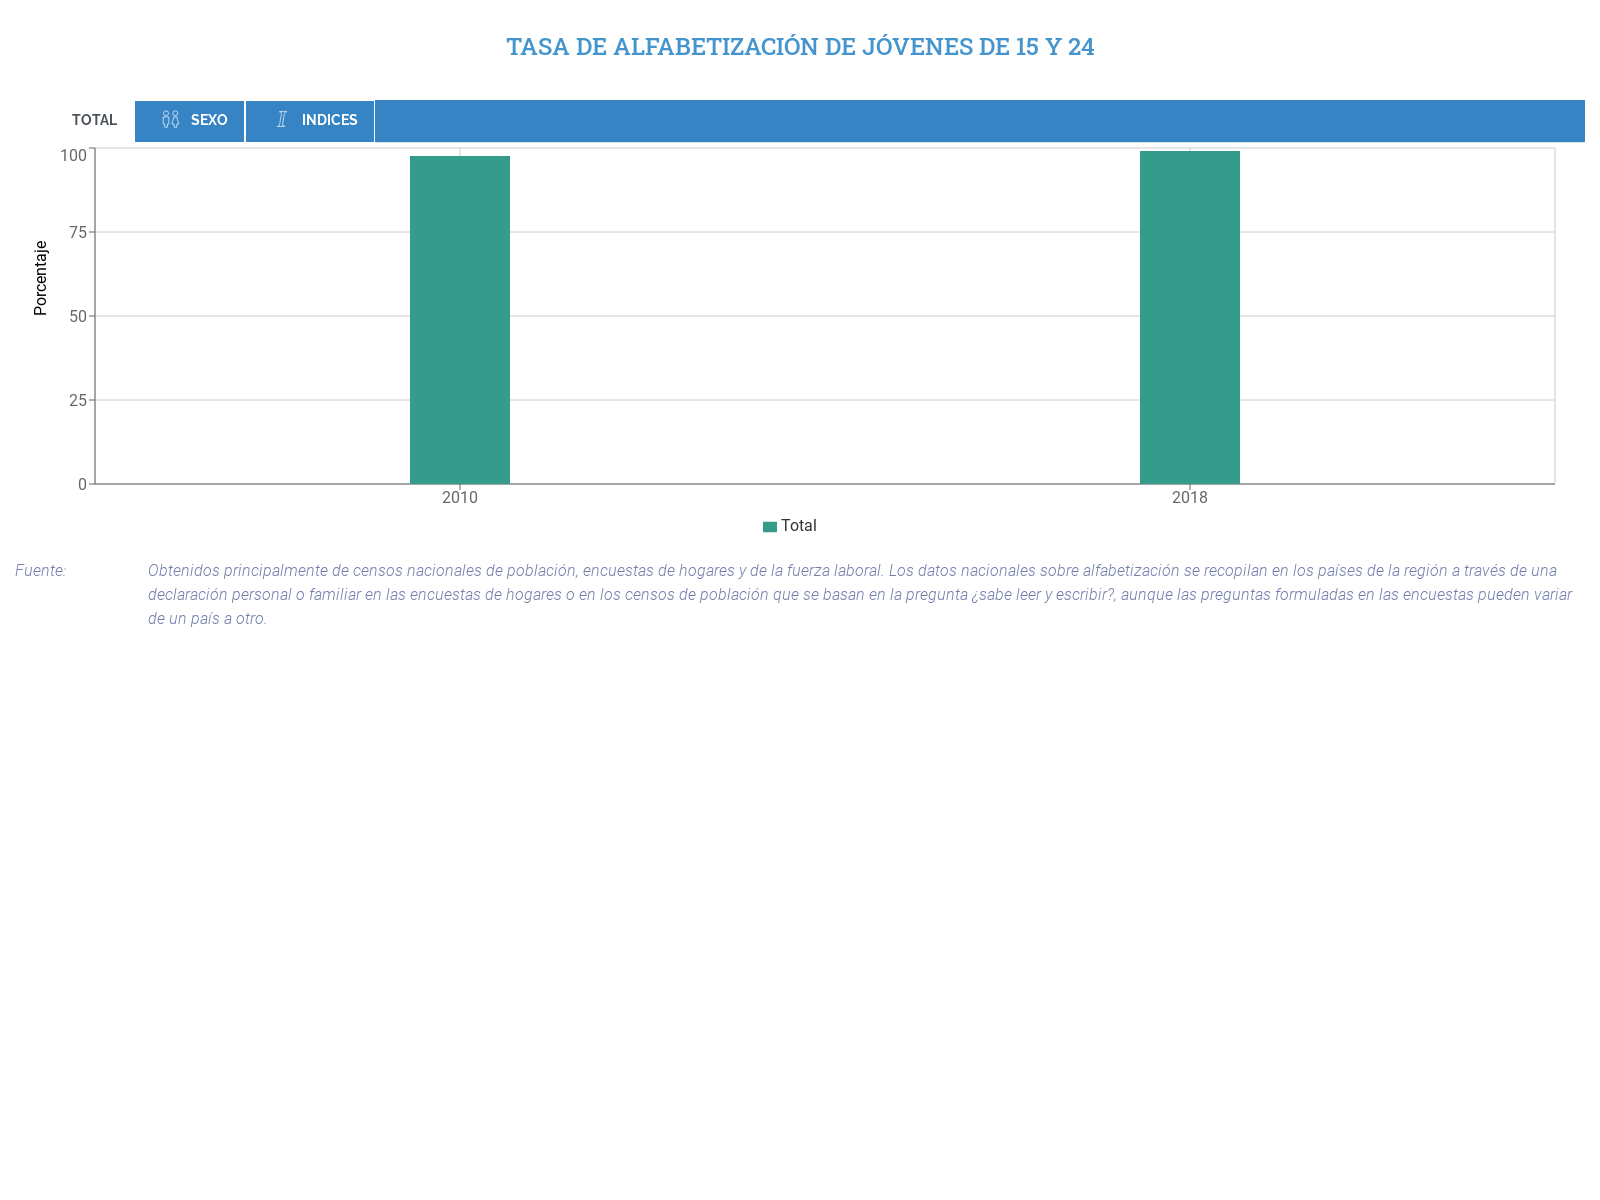 TASA DE ALFABETIZACIÓN DE JÓVENES DE 15 Y 24
TOTAL SEXO INDICES
100
75
50
25
0
Porcentaje
2010 2018
Total
Fuente: Obtenidos principalmente de censos nacionales de población, encuestas de hogares y de la fuerza laboral. Los datos nacionales sobre alfabetización se recopilan en los países de la región a través de una
declaración personal o familiar en las encuestas de hogares o en los censos de población que se basan en la pregunta ¿sabe leer y escribir?, aunque las preguntas formuladas en las encuestas pueden variar
de un país a otro.